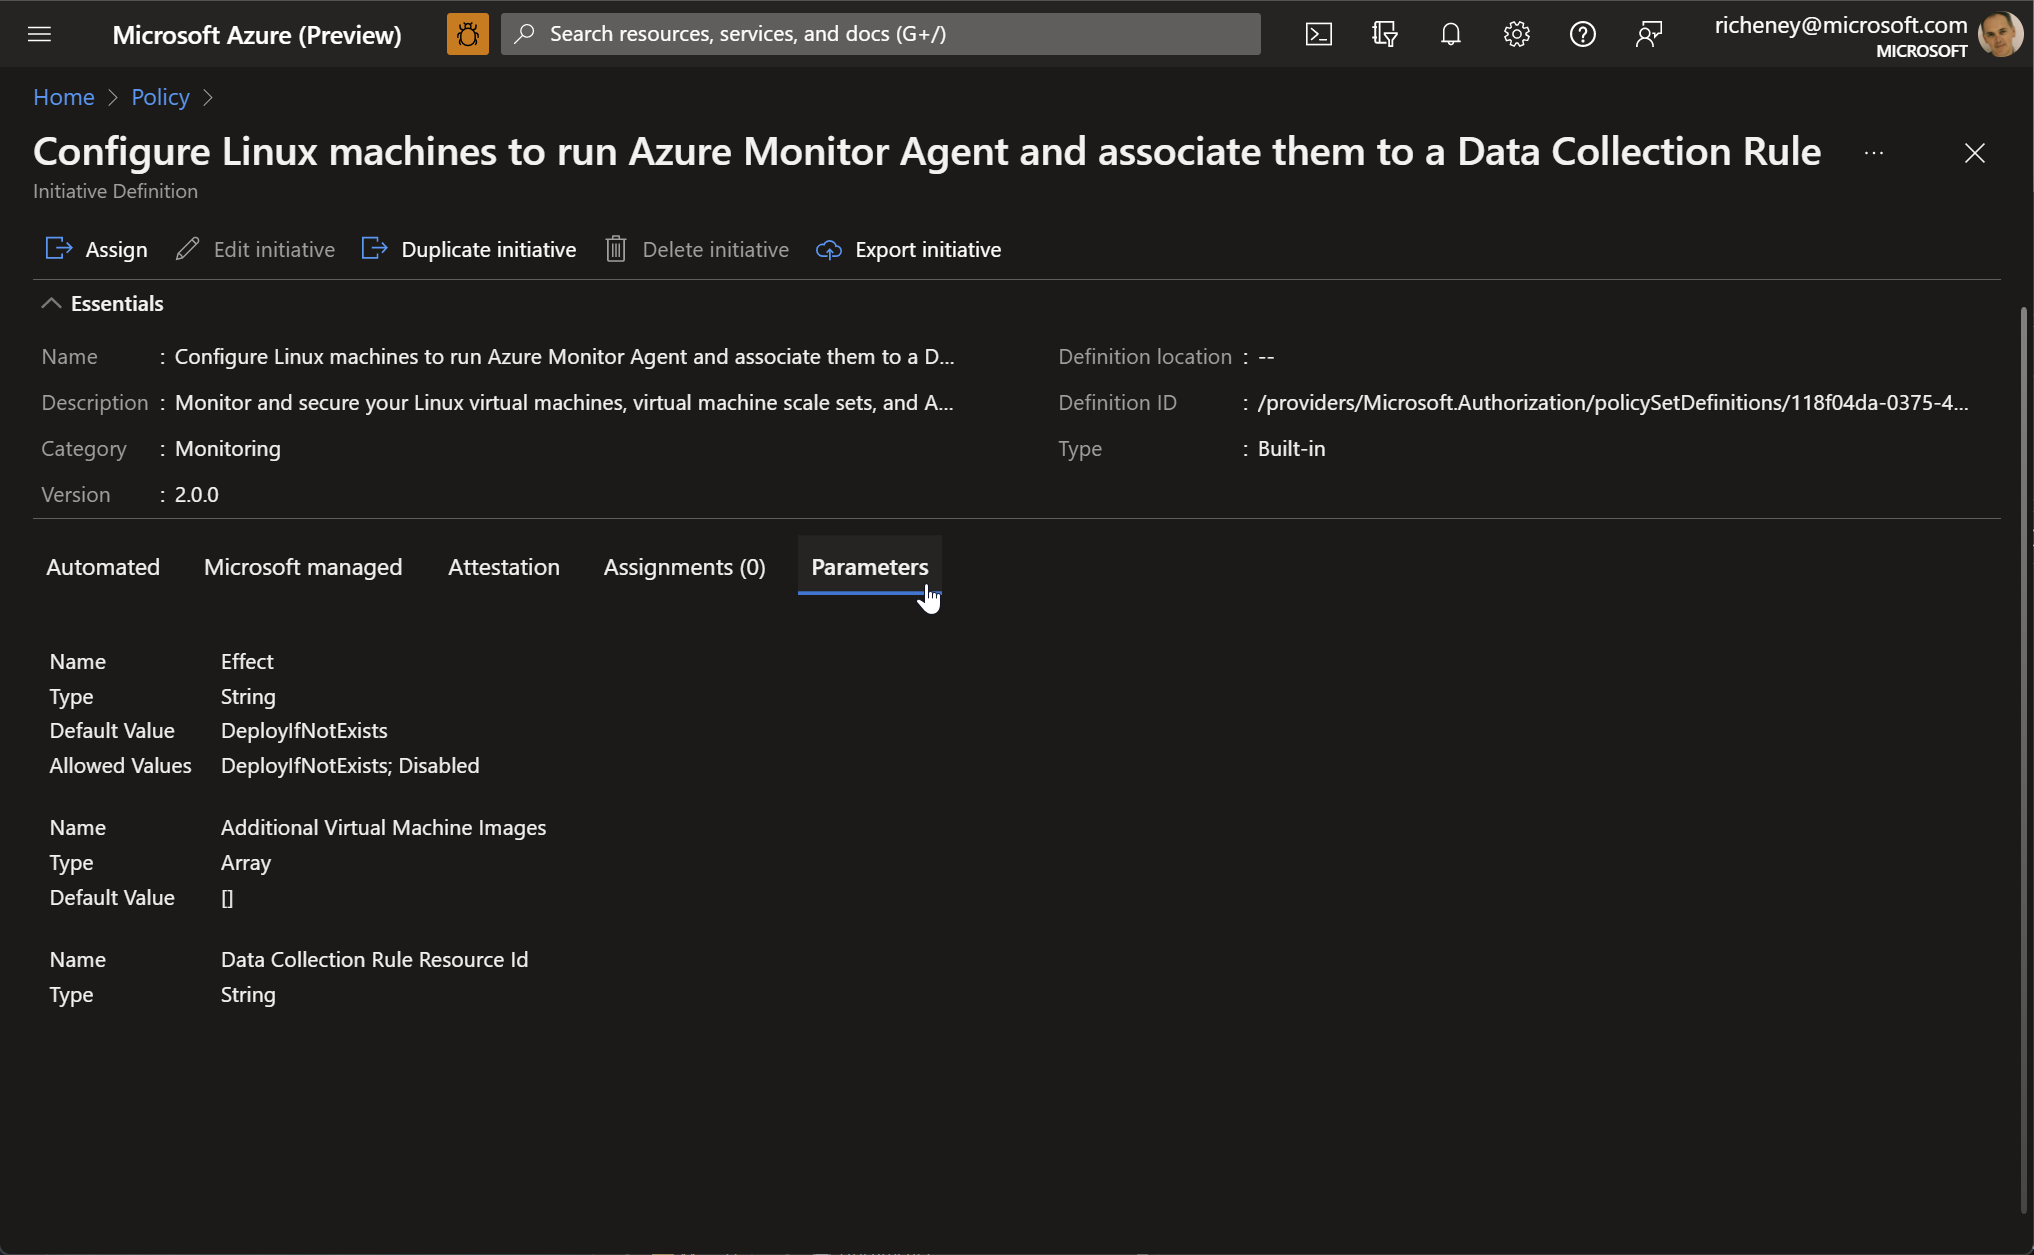 Microsoft Azure (Preview)
Search resources, services, and docs (G+/)
richeney@microsoft.com
MICROSOFT
Home > Policy >
Configure Linux machines to run Azure Monitor Agent and associate them to a Data Collection Rule ...
Initiative Definition
Assign Edit initiative Duplicate initiative Delete initiative Export initiative
Essentials
Name : Configure Linux machines to run Azure Monitor Agent and associate them to a D...
Description : Monitor and secure your Linux virtual machines, virtual machine scale sets, and A...
Category : Monitoring
Version : 2.0.0
Definition location : --
Definition ID : /providers/Microsoft.Authorization/policySetDefinitions/118f04da-0375-4...
Type : Built-in
Automated Microsoft managed Attestation Assignments (0) Parameters
Name Effect
Type String
Default Value DeployIfNotExists
Allowed Values DeployIfNotExists; Disabled
Name Additional Virtual Machine Images
Type Array
Default Value []
Name Data Collection Rule Resource Id
Type String